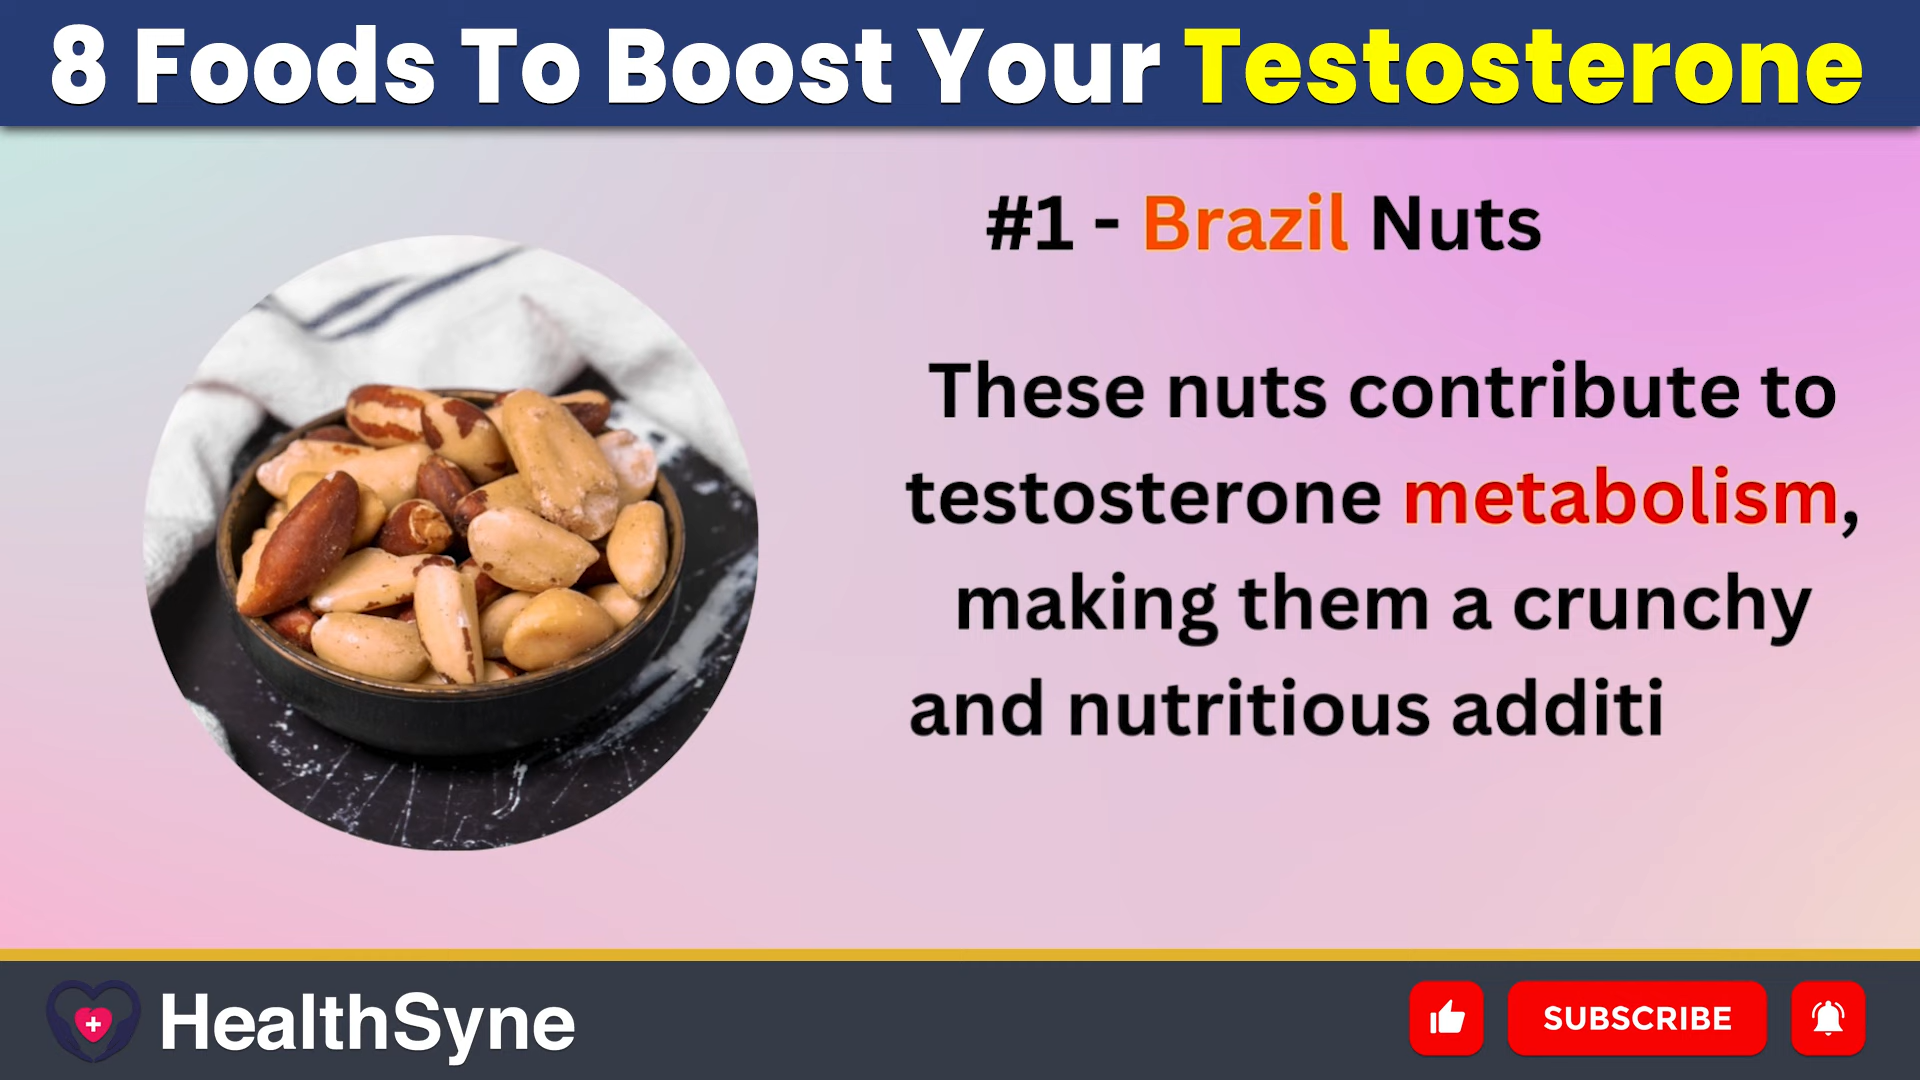 8 Foods To Boost Your Testosterone
#1 - Brazil Nuts
These nuts contribute to
testosterone metabolism,
making them a crunchy
and nutritious additi
HealthSyne
SUBSCRIBE